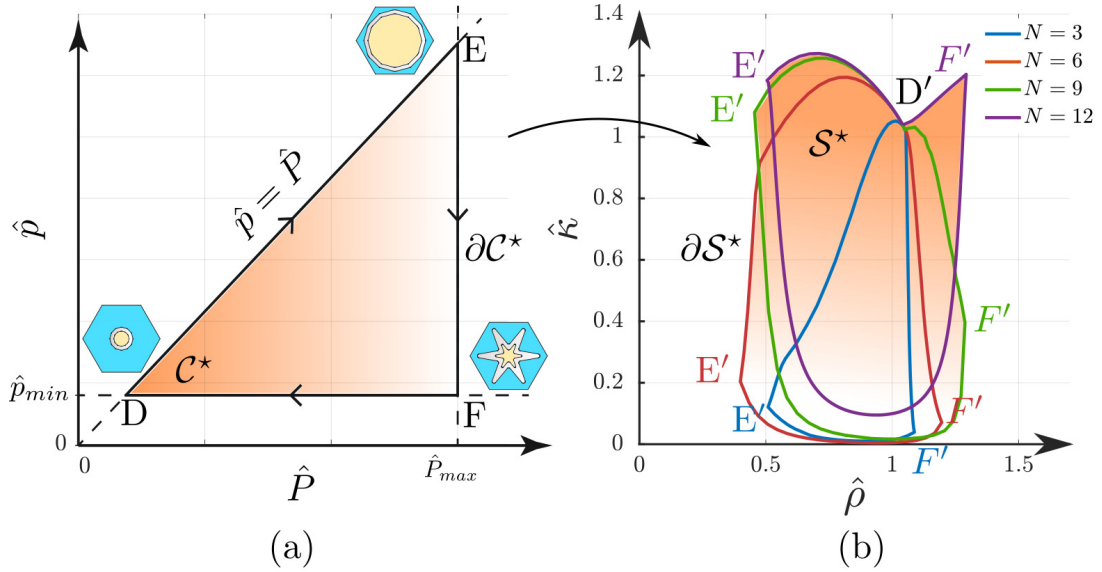 E
p̂ = P̂
∂C⋆
C⋆
p̂
p̂min
D
F
0
0
P̂max
P̂
(a)
1.4
1.2
1
0.8
0.6
0.4
0.2
0
κ̂
N = 3
N = 6
N = 9
N = 12
E′
F′
E′
D′
S⋆
∂S⋆
F′
E′
F′
E′
F′
0
0.5
1
1.5
ρ̂
(b)